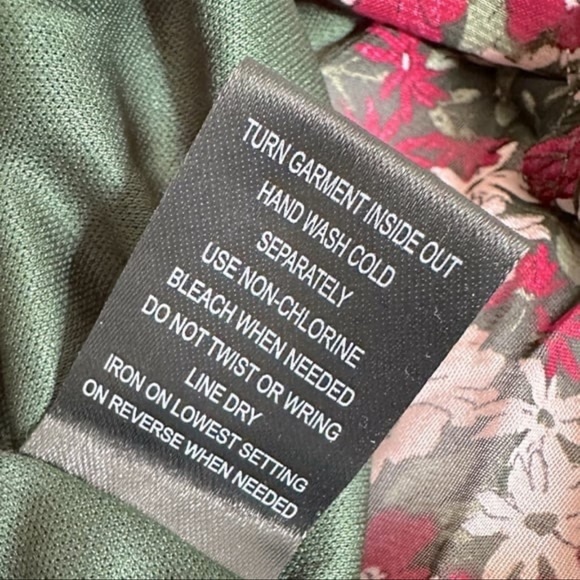 TURN GARMENT INSIDE OUT
HAND WASH COLD
SEPARATELY
USE NON-CHLORINE
BLEACH WHEN NEEDED
DO NOT TWIST OR WRING
LINE DRY
IRON ON LOWEST SETTING
ON REVERSE WHEN NEEDED